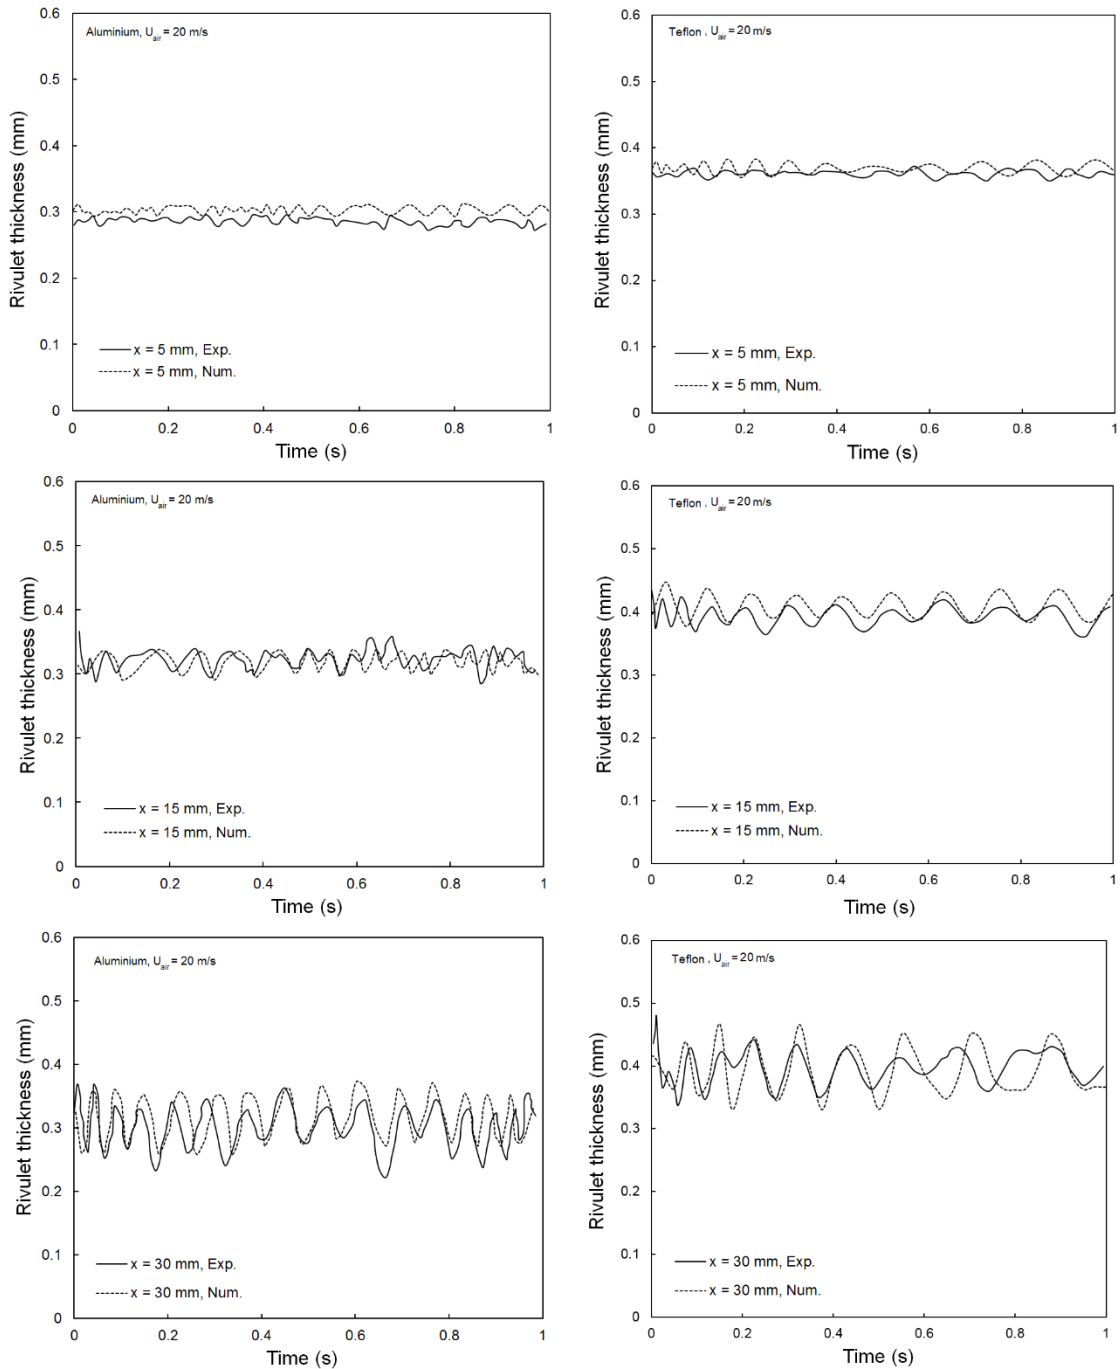 Aluminium, Uair = 20 m/s
0.6
0.5
0.4
0.3
0.2
0.1
0
Rivulet thickness (mm)
x = 5 mm, Exp.
x = 5 mm, Num.
0 0.2 0.4 0.6 0.8 1
Time (s)
Teflon , Uair = 20 m/s
0.6
0.5
0.4
0.3
0.2
0.1
0
Rivulet thickness (mm)
x = 5 mm, Exp.
x = 5 mm, Num.
0 0.2 0.4 0.6 0.8 1
Time (s)
Aluminium, Uair = 20 m/s
0.6
0.5
0.4
0.3
0.2
0.1
0
Rivulet thickness (mm)
x = 15 mm, Exp.
x = 15 mm, Num.
0 0.2 0.4 0.6 0.8 1
Time (s)
Teflon , Uair = 20 m/s
0.6
0.5
0.4
0.3
0.2
0.1
0
Rivulet thickness (mm)
x = 15 mm, Exp.
x = 15 mm, Num.
0 0.2 0.4 0.6 0.8 1
Time (s)
Aluminium, Uair = 20 m/s
0.6
0.5
0.4
0.3
0.2
0.1
0
Rivulet thickness (mm)
x = 30 mm, Exp.
x = 30 mm, Num.
0 0.2 0.4 0.6 0.8 1
Time (s)
Teflon , Uair = 20 m/s
0.6
0.5
0.4
0.3
0.2
0.1
0
Rivulet thickness (mm)
x = 30 mm, Exp.
x = 30 mm, Num.
0 0.2 0.4 0.6 0.8 1
Time (s)